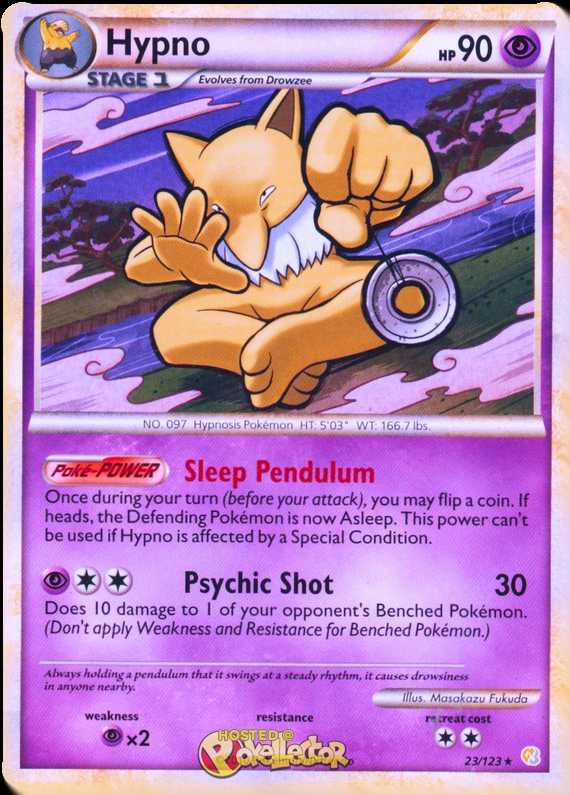 Hypno
HP 90
STAGE 1
Evolves from Drowzee
NO. 097 Hypnosis Pokémon HT: 5'03" WT: 166.7 lbs.
Poké-POWER Sleep Pendulum
Once during your turn (before your attack), you may flip a coin. If
heads, the Defending Pokémon is now Asleep. This power can't
be used if Hypno is affected by a Special Condition.
Psychic Shot 30
Does 10 damage to 1 of your opponent's Benched Pokémon.
(Don't apply Weakness and Resistance for Benched Pokémon.)
Always holding a pendulum that it swings at a steady rhythm, it causes drowsiness
in anyone nearby.
Illus. Masakazu Fukuda
weakness resistance retreat cost
×2
HOSTED @
Pokellector
23/123 ★